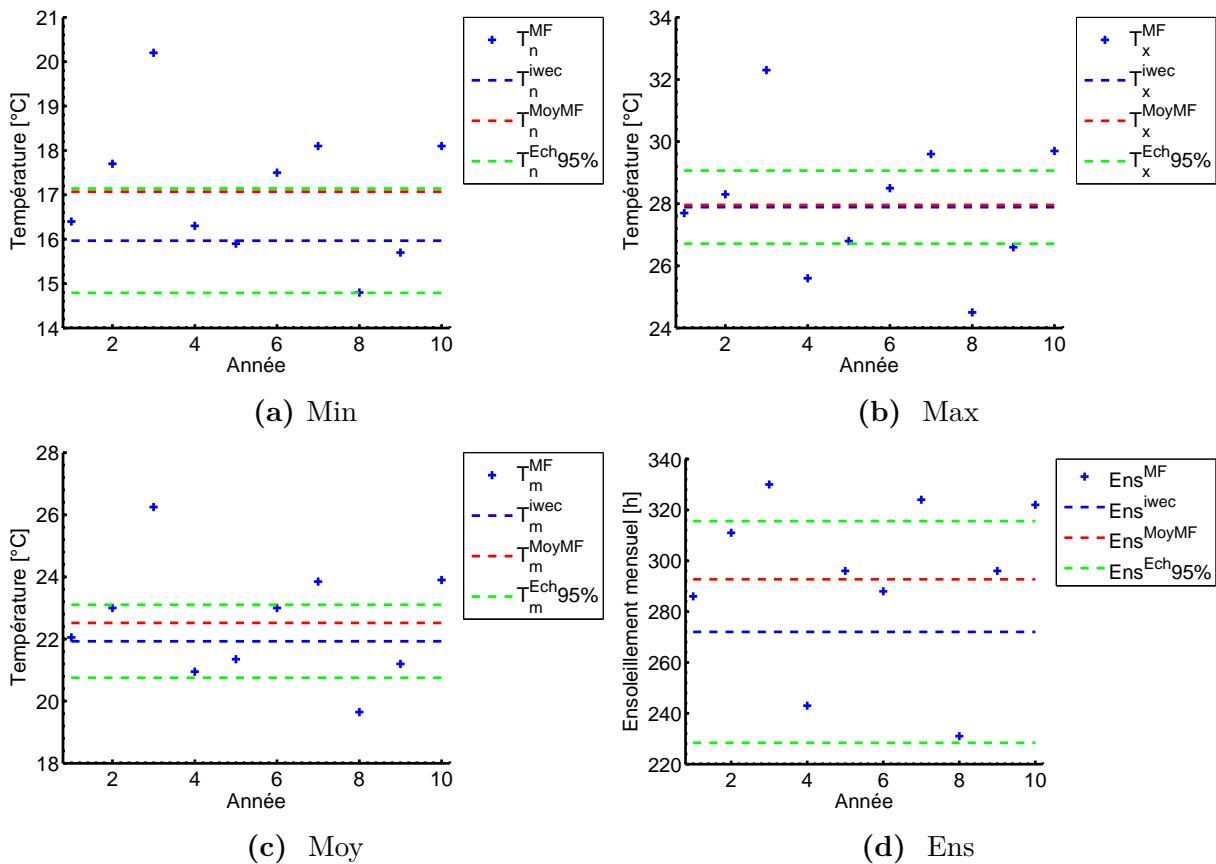 21
20
19
18
17
16
15
14
Température [°C]
2 4 6 8 10
Année
T_n^MF
T_n^iwec
T_n^MoyMF
T_n^Ech95%
(a) Min
34
32
30
28
26
24
Température [°C]
2 4 6 8 10
Année
T_x^MF
T_x^iwec
T_x^MoyMF
T_x^Ech95%
(b) Max
28
26
24
22
20
18
Température [°C]
2 4 6 8 10
Année
T_m^MF
T_m^iwec
T_m^MoyMF
T_m^Ech95%
(c) Moy
340
320
300
280
260
240
220
Ensoleillement mensuel [h]
2 4 6 8 10
Année
Ens^MF
Ens^iwec
Ens^MoyMF
Ens^Ech95%
(d) Ens